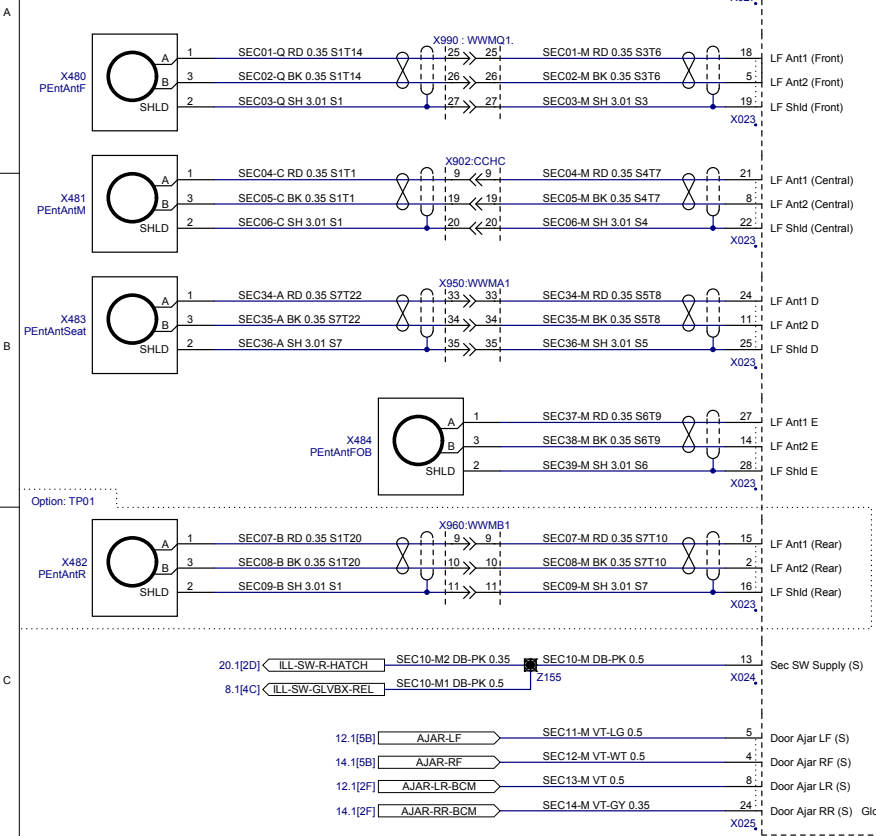 A
X990 : WWMQ1.
X480
PEntAntF
A 1 SEC01-Q RD 0.35 S1T14 25 25 SEC01-M RD 0.35 S3T6 18 LF Ant1 (Front)
B 3 SEC02-Q BK 0.35 S1T14 26 26 SEC02-M BK 0.35 S3T6 5 LF Ant2 (Front)
SHLD 2 SEC03-Q SH 3.01 S1 27 27 SEC03-M SH 3.01 S3 19 LF Shld (Front)
X023
X902:CCHC
X481
PEntAntM
A 1 SEC04-C RD 0.35 S1T1 9 9 SEC04-M RD 0.35 S4T7 21 LF Ant1 (Central)
B 3 SEC05-C BK 0.35 S1T1 19 19 SEC05-M BK 0.35 S4T7 8 LF Ant2 (Central)
SHLD 2 SEC06-C SH 3.01 S1 20 20 SEC06-M SH 3.01 S4 22 LF Shld (Central)
X023
X950:WWMA1
X483
PEntAntSeat
A 1 SEC34-A RD 0.35 S7T22 33 33 SEC34-M RD 0.35 S5T8 24 LF Ant1 D
B 3 SEC35-A BK 0.35 S7T22 34 34 SEC35-M BK 0.35 S5T8 11 LF Ant2 D
SHLD 2 SEC36-A SH 3.01 S7 35 35 SEC36-M SH 3.01 S5 25 LF Shld D
B
X023
X484
PEntAntFOB
A 1 SEC37-M RD 0.35 S6T9 27 LF Ant1 E
B 3 SEC38-M BK 0.35 S6T9 14 LF Ant2 E
SHLD 2 SEC39-M SH 3.01 S6 28 LF Shld E
X023
Option: TP01
X960:WWMB1
X482
PEntAntR
A 1 SEC07-B RD 0.35 S1T20 9 9 SEC07-M RD 0.35 S7T10 15 LF Ant1 (Rear)
B 3 SEC08-B BK 0.35 S1T20 10 10 SEC08-M BK 0.35 S7T10 2 LF Ant2 (Rear)
SHLD 2 SEC09-B SH 3.01 S1 11 11 SEC09-M SH 3.01 S7 16 LF Shld (Rear)
X023
20.1[2D] ILL-SW-R-HATCH SEC10-M2 DB-PK 0.35 SEC10-M DB-PK 0.5 13 Sec SW Supply (S)
Z155
X024
C
8.1[4C] ILL-SW-GLVBX-REL SEC10-M1 DB-PK 0.5
12.1[5B] AJAR-LF SEC11-M VT-LG 0.5 5 Door Ajar LF (S)
14.1[5B] AJAR-RF SEC12-M VT-WT 0.5 4 Door Ajar RF (S)
12.1[2F] AJAR-LR-BCM SEC13-M VT 0.5 8 Door Ajar LR (S)
14.1[2F] AJAR-RR-BCM SEC14-M VT-GY 0.35 24 Door Ajar RR (S)
X025